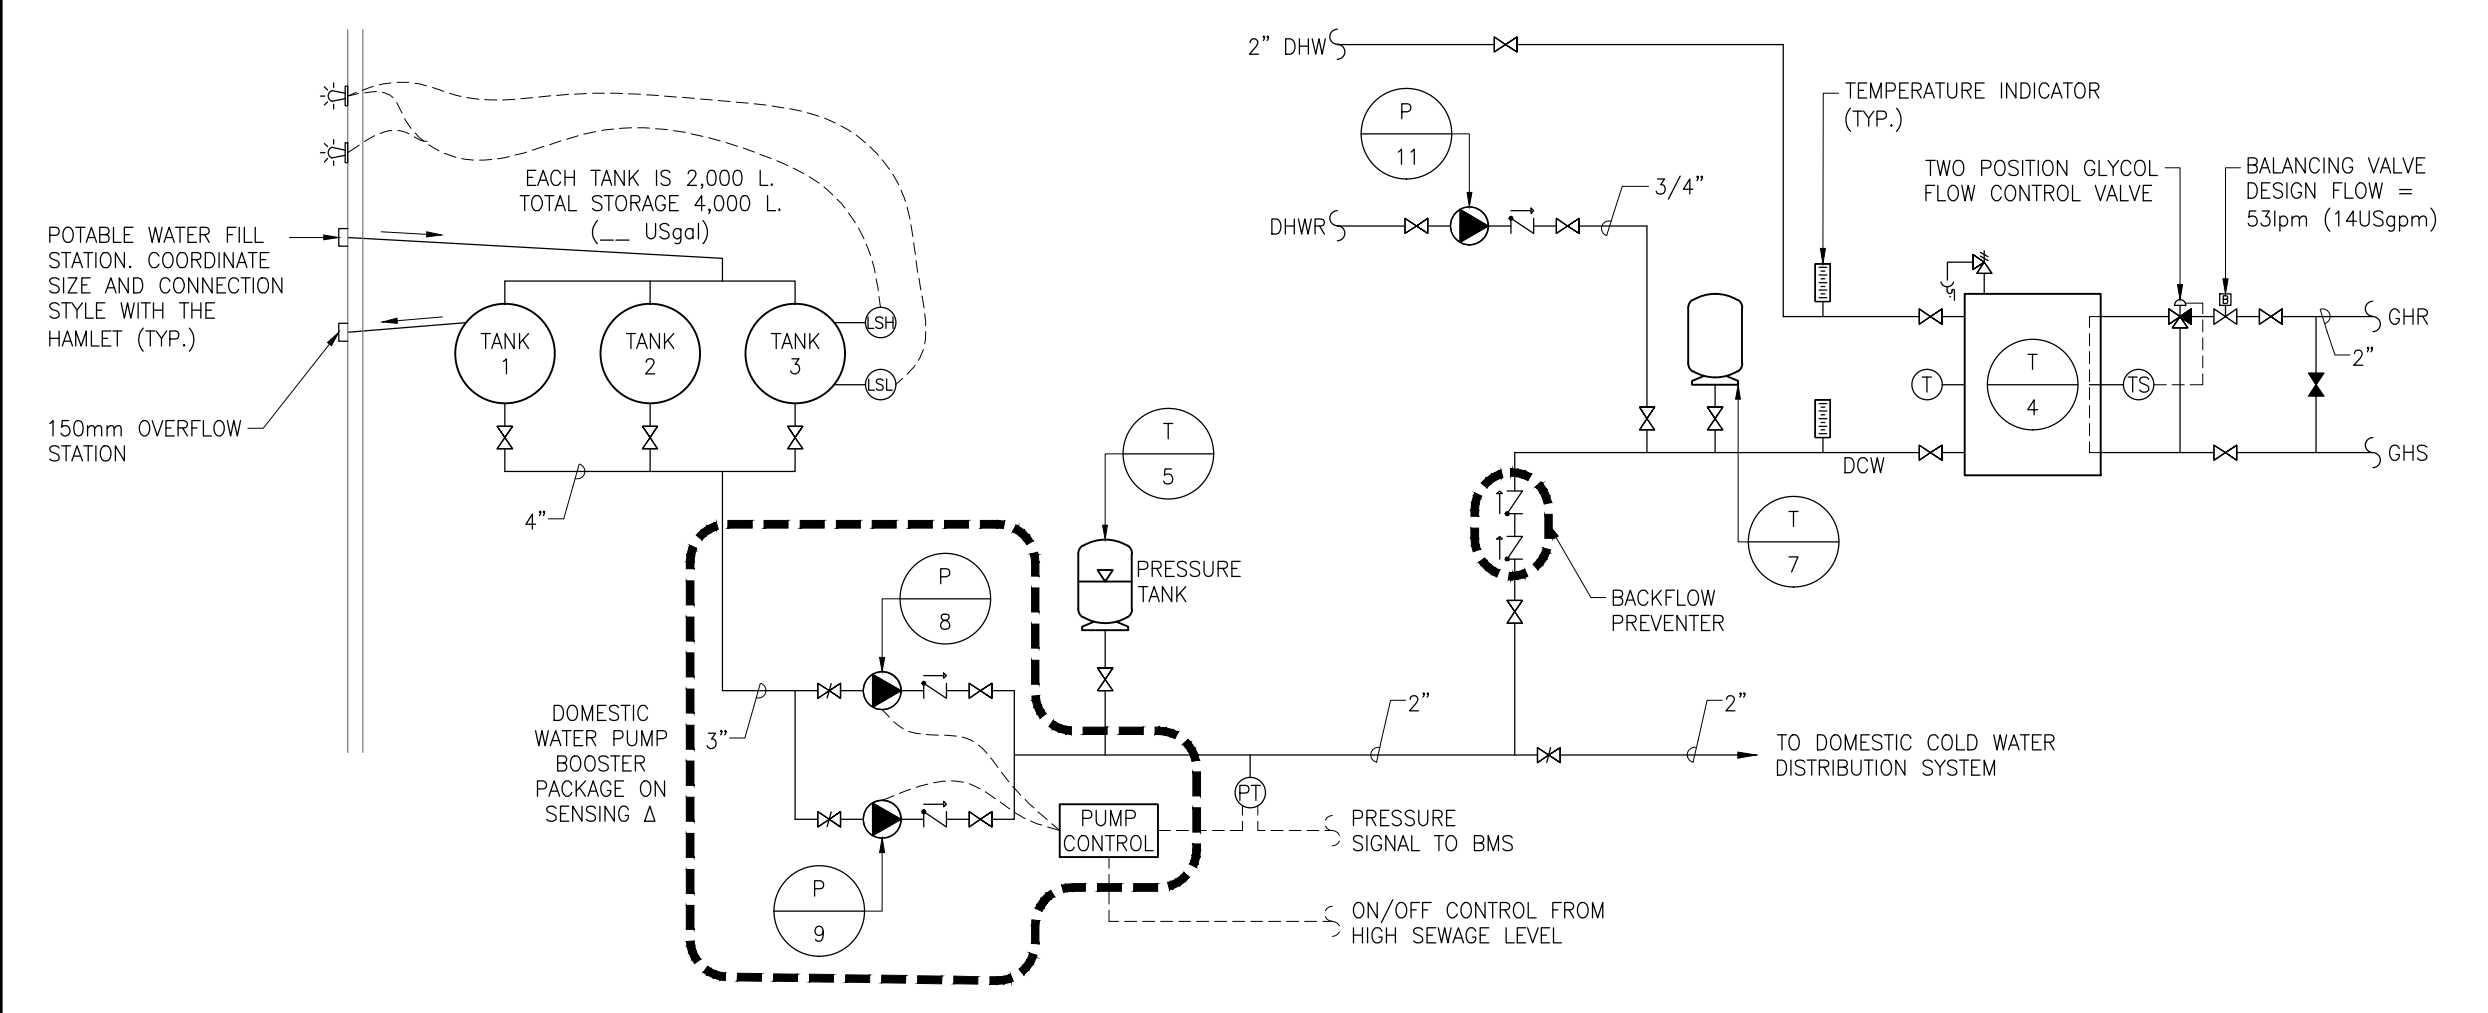 2” DHW
TEMPERATURE INDICATOR
(TYP.)
P
11
TWO POSITION GLYCOL
FLOW CONTROL VALVE
BALANCING VALVE
DESIGN FLOW =
53lpm (14USgpm)
EACH TANK IS 2,000 L.
TOTAL STORAGE 4,000 L.
(__ USgal)
3/4”
DHWR
POTABLE WATER FILL
STATION. COORDINATE
SIZE AND CONNECTION
STYLE WITH THE
HAMLET (TYP.)
B
GHR
LSH
TANK
1
TANK
2
TANK
3
2”
LSL
T
T
4
TS
150mm OVERFLOW
STATION
T
5
GHS
DCW
4”
T
7
PRESSURE
TANK
P
8
BACKFLOW
PREVENTER
DOMESTIC
WATER PUMP
BOOSTER
PACKAGE ON
SENSING Δ
3”
2”
2”
TO DOMESTIC COLD WATER
DISTRIBUTION SYSTEM
PT
PUMP
CONTROL
PRESSURE
SIGNAL TO BMS
P
9
ON/OFF CONTROL FROM
HIGH SEWAGE LEVEL